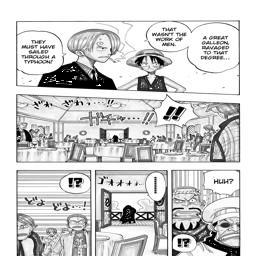 A GREAT
GALLEON,
RAVAGED
TO THAT
DEGREE...
THAT
WASN'T THE
WORK OF
MEN.
THEY
MUST HAVE
SAILED
THROUGH A
TYPHOON!
!!
!!
HUH?
!?
!?